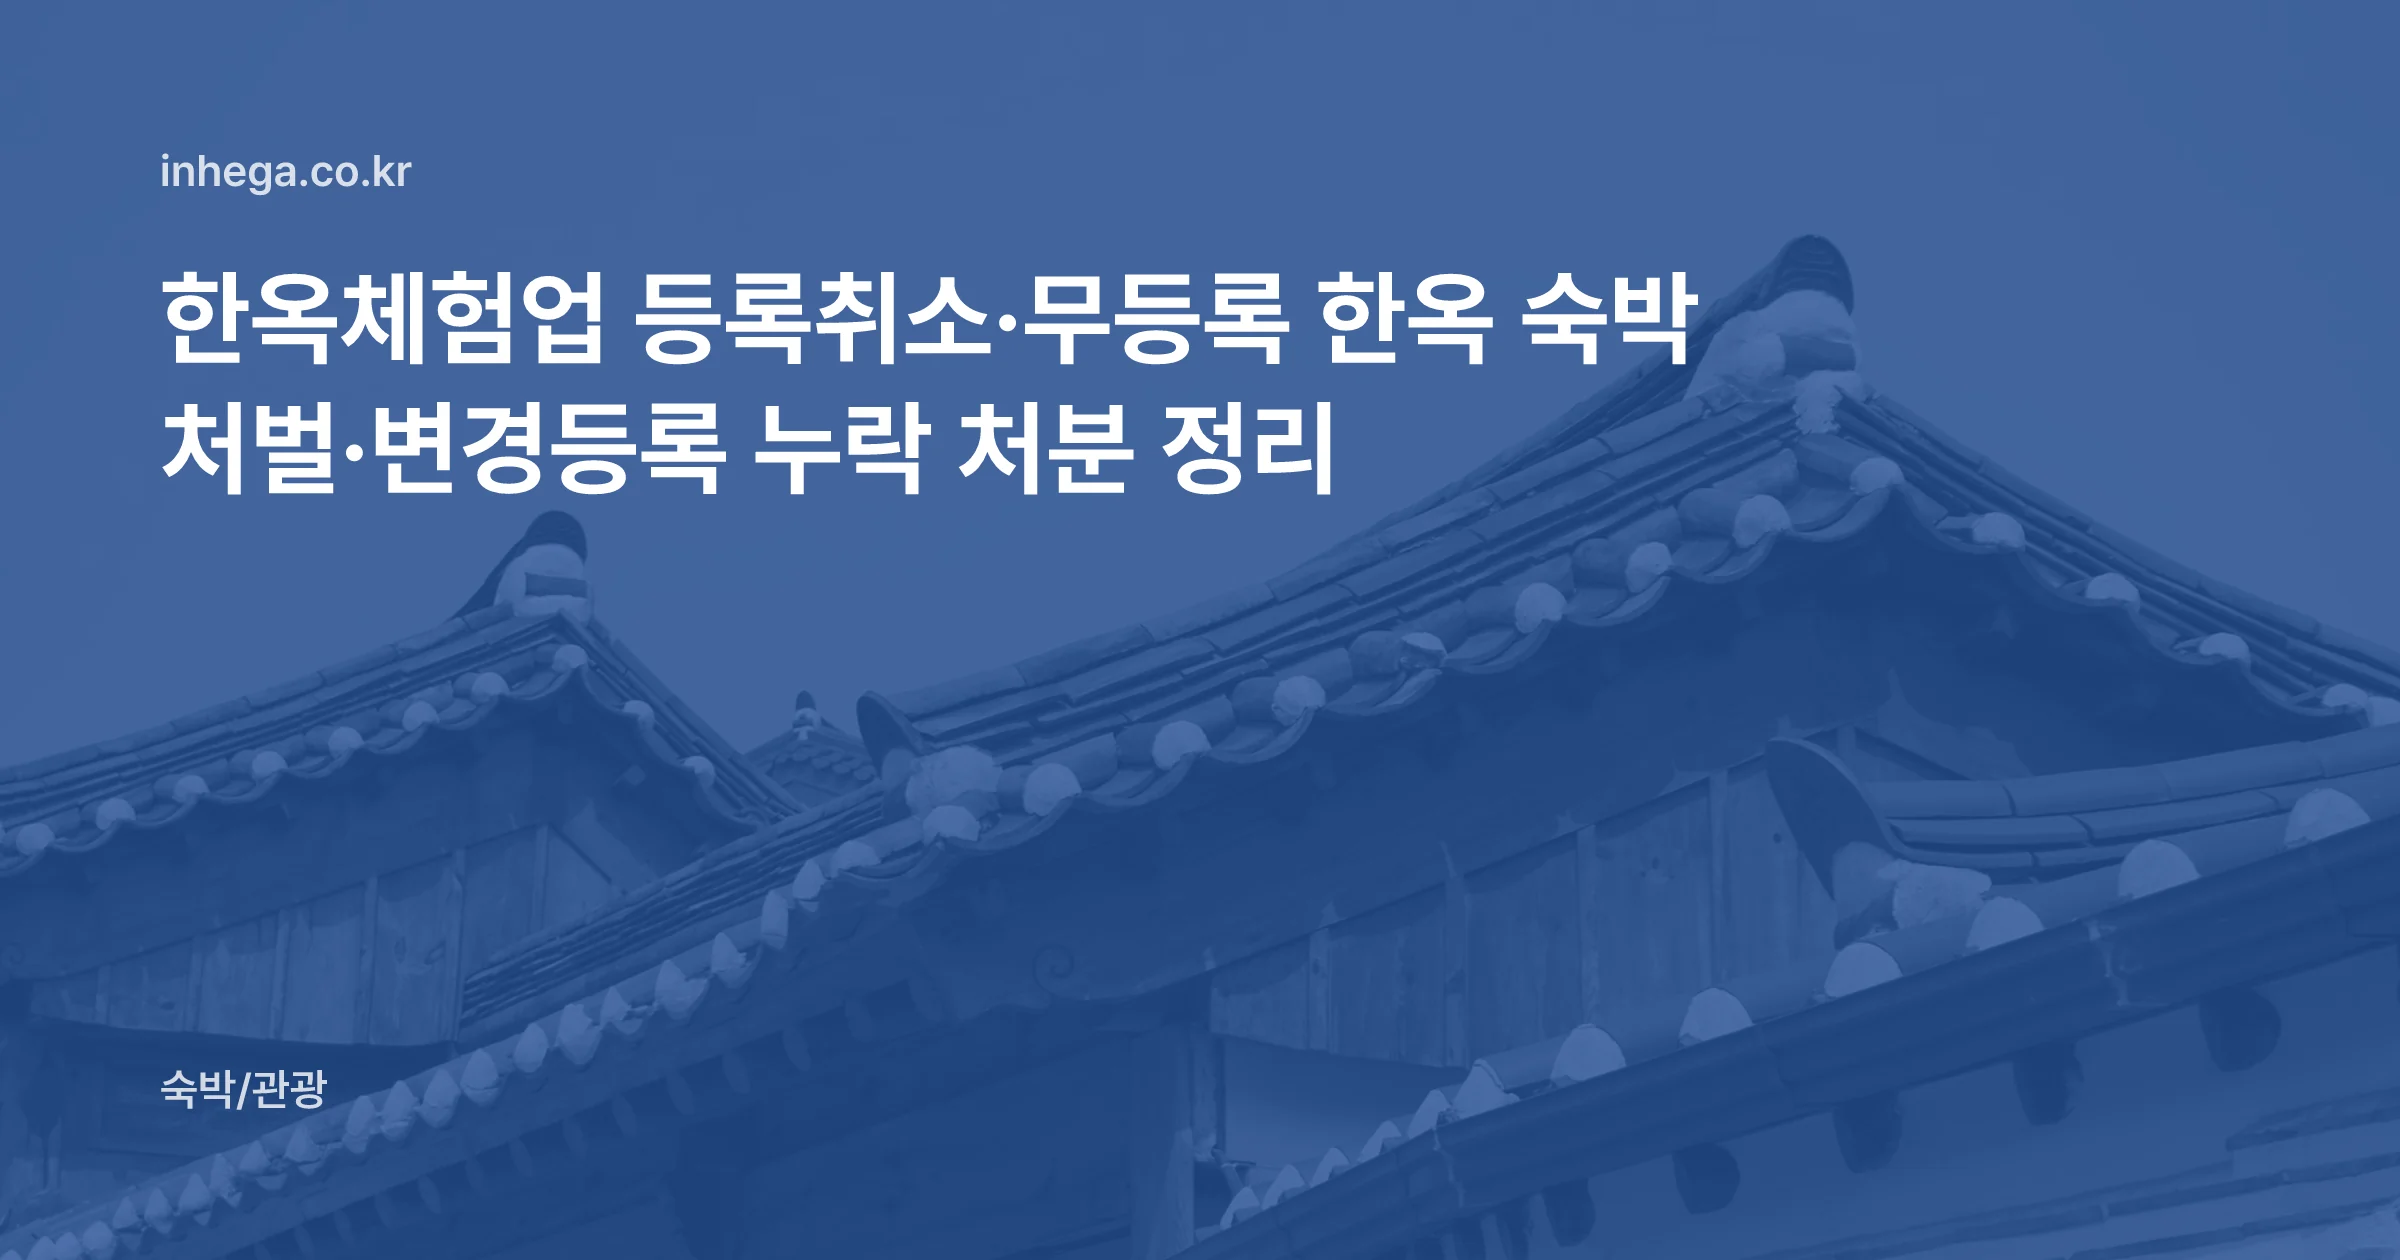 inhega.co.kr
한옥체험업 등록취소·무등록 한옥 숙박
처벌·변경등록 누락 처분 정리
숙박/관광